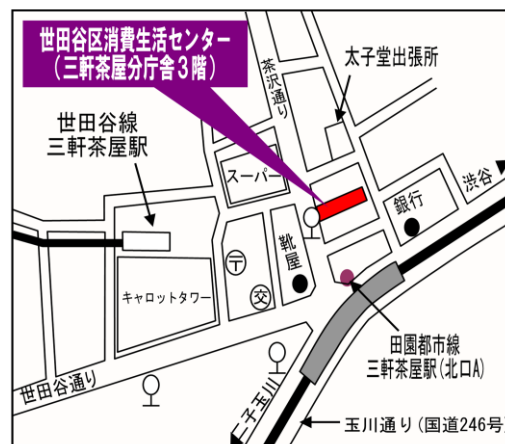 世田谷区消費生活センター
（三軒茶屋分庁舎３階）
茶沢通り
太子堂出張所
世田谷線
三軒茶屋駅
スーパー
渋谷
銀行
靴屋
〒
交
キャロットタワー
田園都市線
三軒茶屋駅(北口A)
世田谷通り
二子玉川
玉川通り(国道246号)